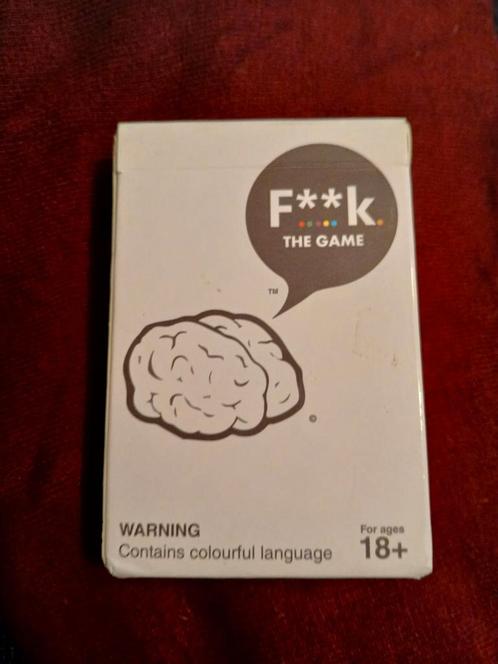 F**k.
THE GAME
TM
©
WARNING
Contains colourful language
For ages
18+